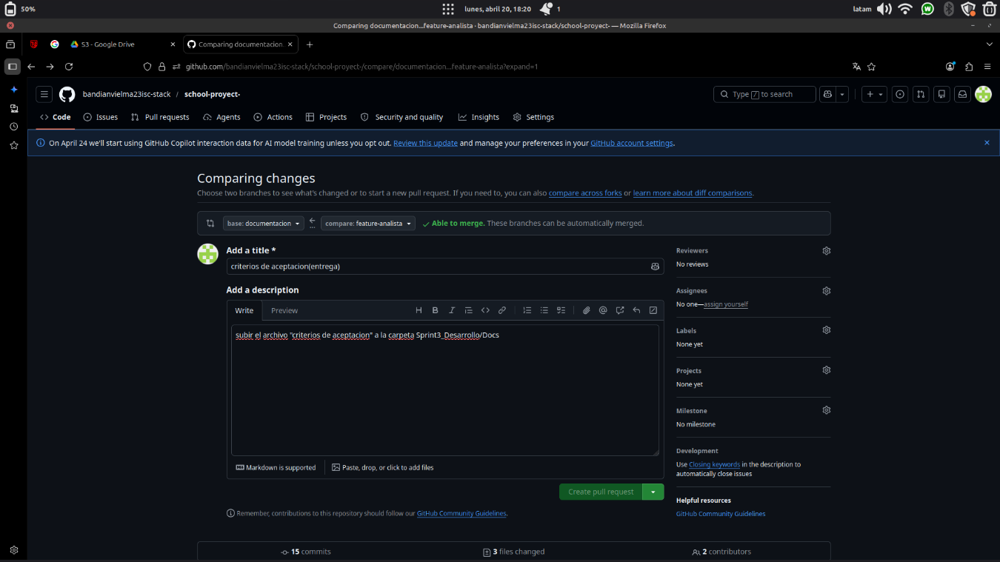 50%
lunes, abril 20, 18:20
1
latam
Comparing documentacion...feature-analista · bandianvielma23isc-stack/school-proyect- — Mozilla Firefox
S3 - Google Drive
Comparing documentacion
github.com/bandianvielma23isc-stack/school-proyect-/compare/documentacion...feature-analista?expand=1
bandianvielma23isc-stack / school-proyect-
Type / to search
Code
Issues
Pull requests
Agents
Actions
Projects
Security and quality
Insights
Settings
On April 24 we'll start using GitHub Copilot interaction data for AI model training unless you opt out. Review this update and manage your preferences in your GitHub account settings.
Comparing changes
Choose two branches to see what's changed or to start a new pull request. If you need to, you can also compare across forks or learn more about diff comparisons.
base: documentacion
...
compare: feature-analista
Able to merge. These branches can be automatically merged.
Add a title *
criterios de aceptacion(entrega)
Add a description
Write
Preview
H B I
subir el archivo "criterios de aceptacion" a la carpeta Sprint3_Desarrollo/Docs
Markdown is supported
Paste, drop, or click to add files
Create pull request
Remember, contributions to this repository should follow our GitHub Community Guidelines.
Reviewers
No reviews
Assignees
No one—assign yourself
Labels
None yet
Projects
None yet
Milestone
No milestone
Development
Use Closing keywords in the description to
automatically close issues
Helpful resources
GitHub Community Guidelines
15 commits
3 files changed
2 contributors